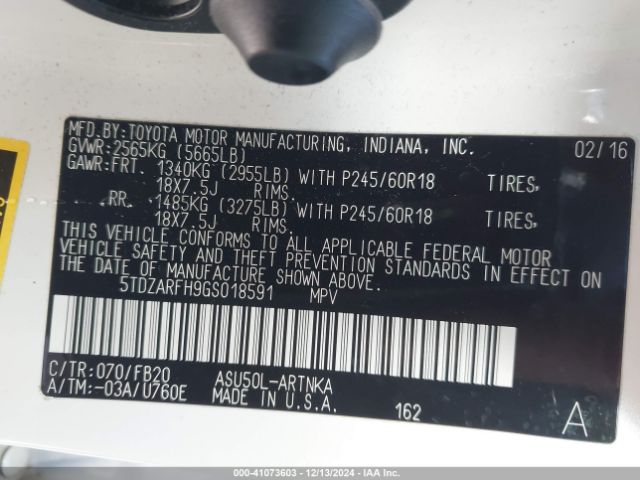 MFD.BY:TOYOTA MOTOR MANUFACTURING, INDIANA, INC. 02/16
GVWR:2565KG (5665LB)
GAWR:FRT. 1340KG (2955LB) WITH P245/60R18 TIRES,
18X7.5J RIMS.
RR. 1485KG (3275LB) WITH P245/60R18 TIRES,
18X7.5J RIMS.
THIS VEHICLE CONFORMS TO ALL APPLICABLE FEDERAL MOTOR
VEHICLE SAFETY AND THEFT PREVENTION STANDARDS IN EFFECT ON
THE DATE OF MANUFACTURE SHOWN ABOVE.
5TDZARFH9GS018591 MPV
C/TR:070/FB20 ASU50L-ARTNKA
A/TM:-03A/U760E MADE IN U.S.A.
162 A
000-41073603 / 12/13/2024 / IAA Inc.